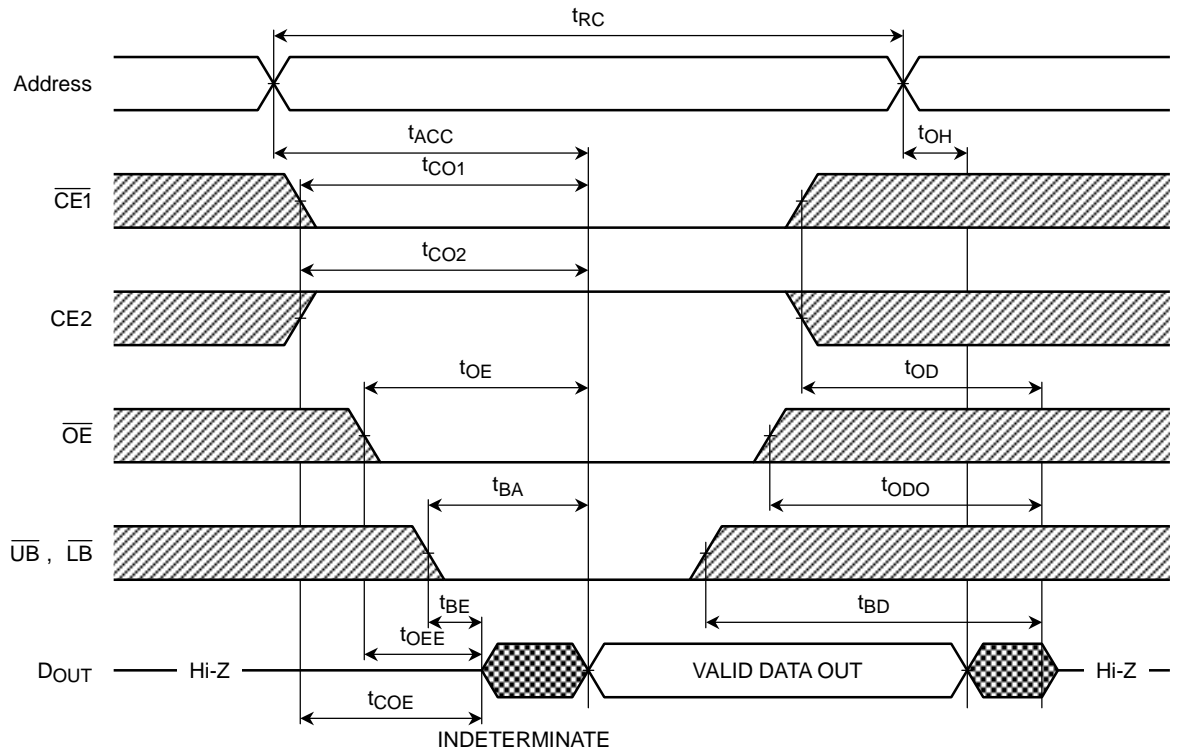 tRC
Address
tACC
tOH
tCO1
CE1
tCO2
CE2
tOE
tOD
OE
tBA
tODO
UB , LB
tBE
tBD
tOEE
DOUT
Hi-Z
VALID DATA OUT
Hi-Z
tCOE
INDETERMINATE